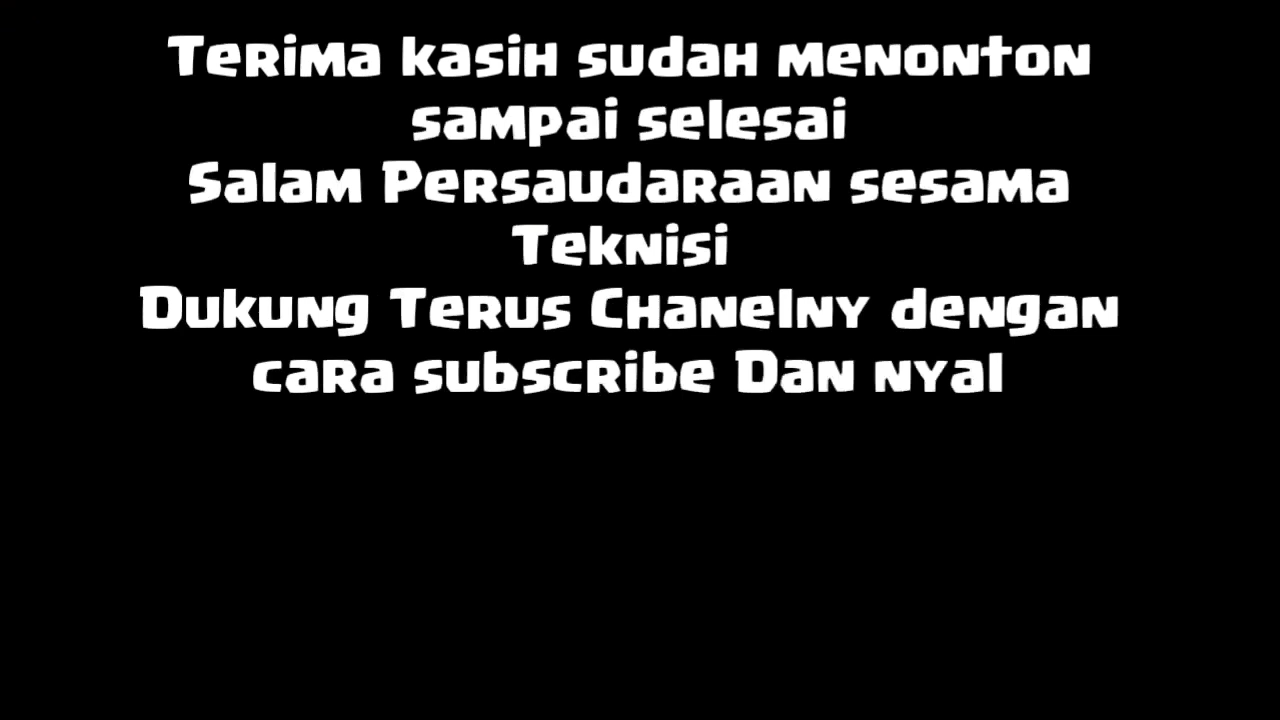 Terima kasih sudah menonton
sampai selesai
Salam Persaudaraan sesama
Teknisi
Dukung Terus Chanelny dengan
cara subscribe Dan nyal